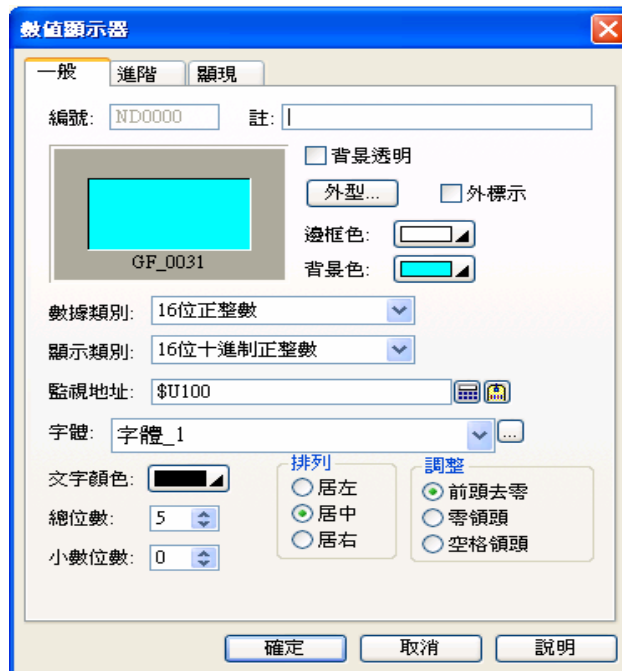 數值顯示器
一般 進階 顯現
編號: ND0000 註:
背景透明
外型... 外標示
邊框色:
GF_0031
背景色:
數據類別: 16位正整數
顯示類別: 16位十進制正整數
監視地址: $U100
字體: 字體_1 ...
文字顏色:
排列
調整
居左
前頭去零
總位數: 5
居中
零領頭
居右
空格領頭
小數位數: 0
確定 取消 說明